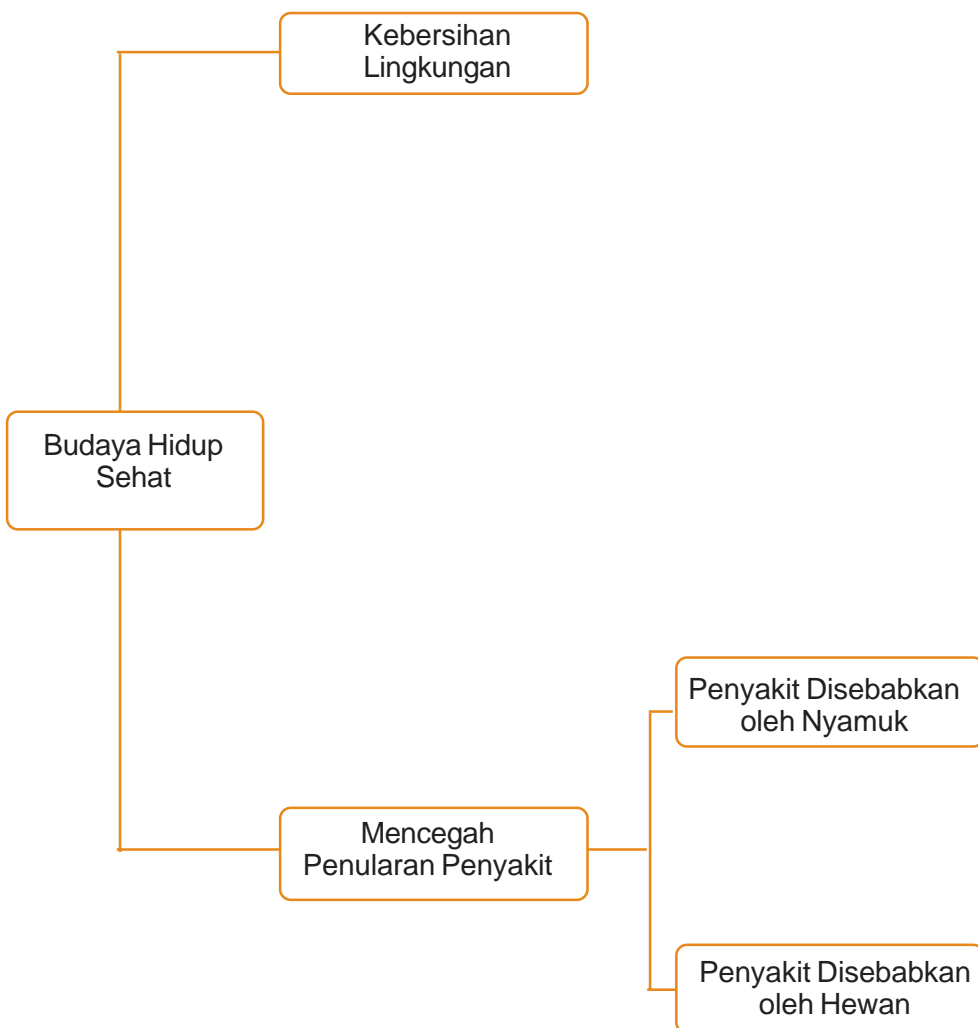 Kebersihan
Lingkungan
Budaya Hidup
Sehat
Penyakit Disebabkan
oleh Nyamuk
Mencegah
Penularan Penyakit
Penyakit Disebabkan
oleh Hewan